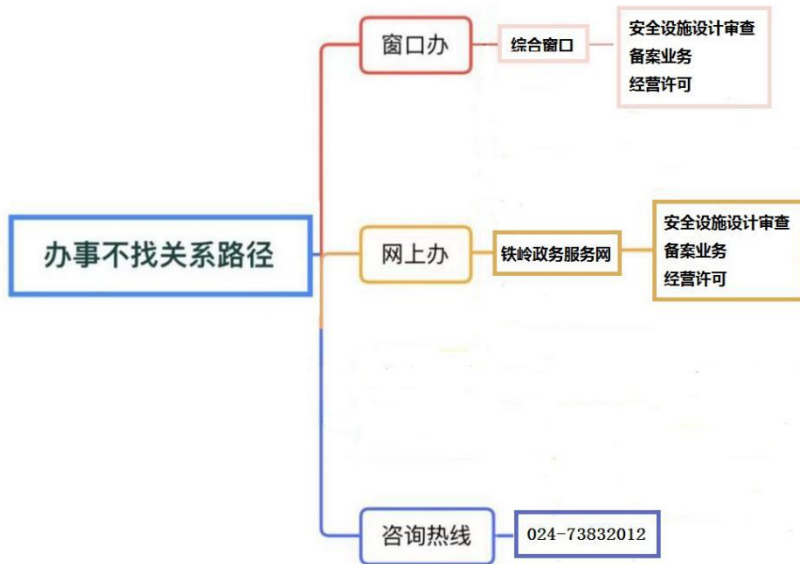 窗口办
综合窗口
安全设施设计审查
备案业务
经营许可
办事不找关系路径
网上办
铁岭政务服务网
安全设施设计审查
备案业务
经营许可
咨询热线
024-73832012